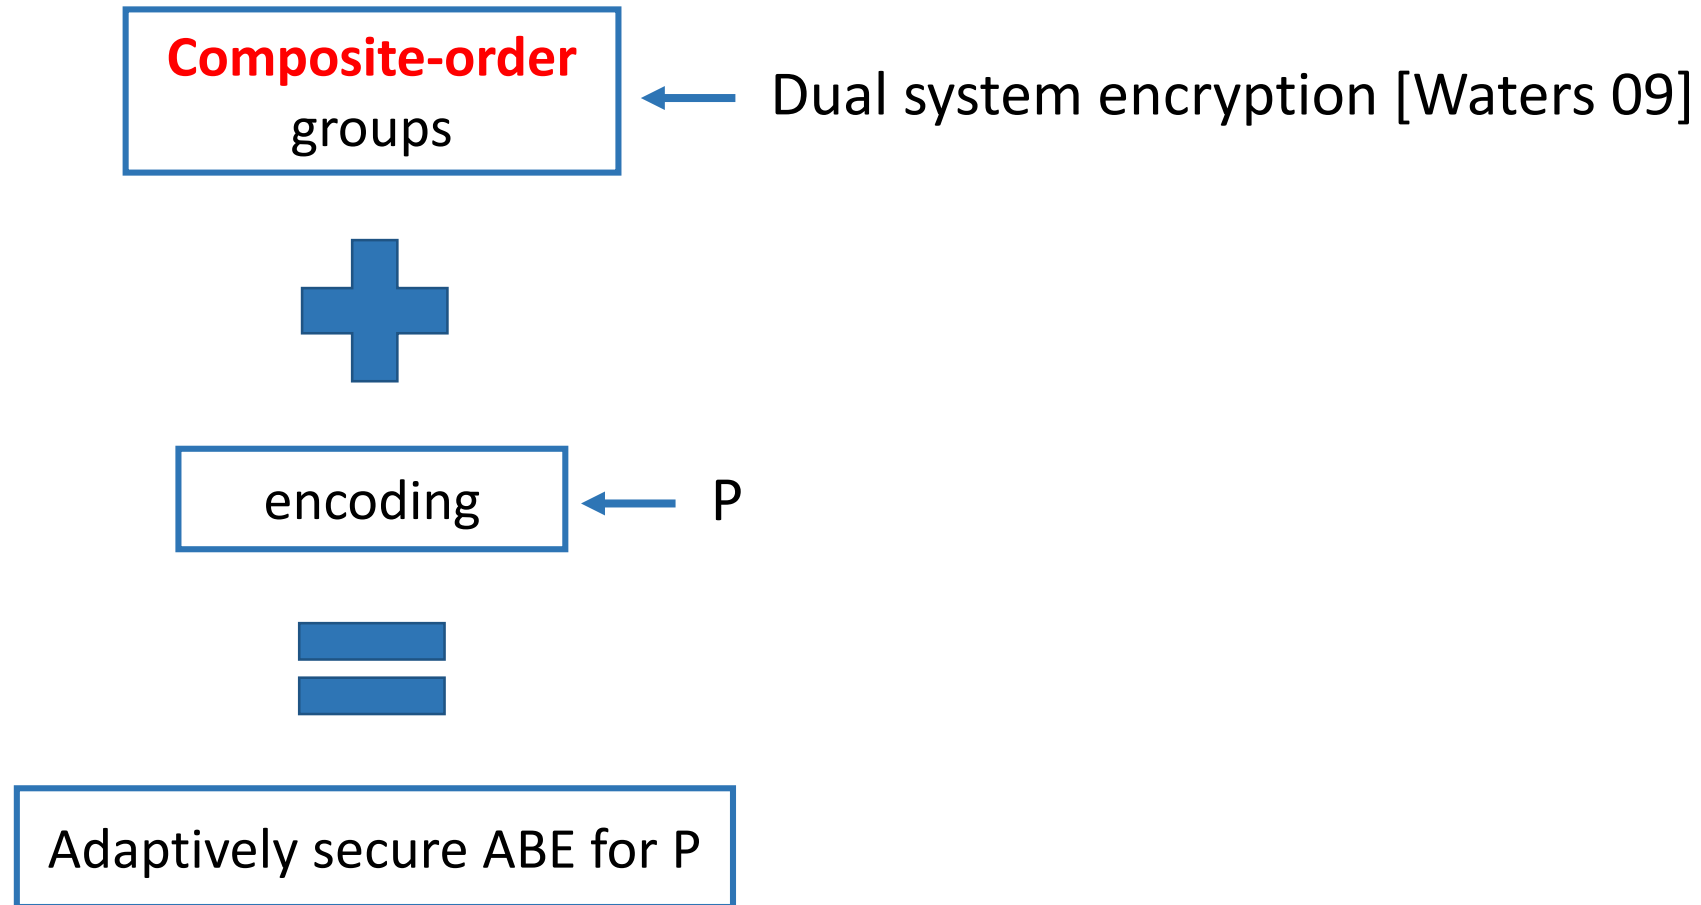 Composite-order
groups
Dual system encryption [Waters 09]
encoding
P
Adaptively secure ABE for P